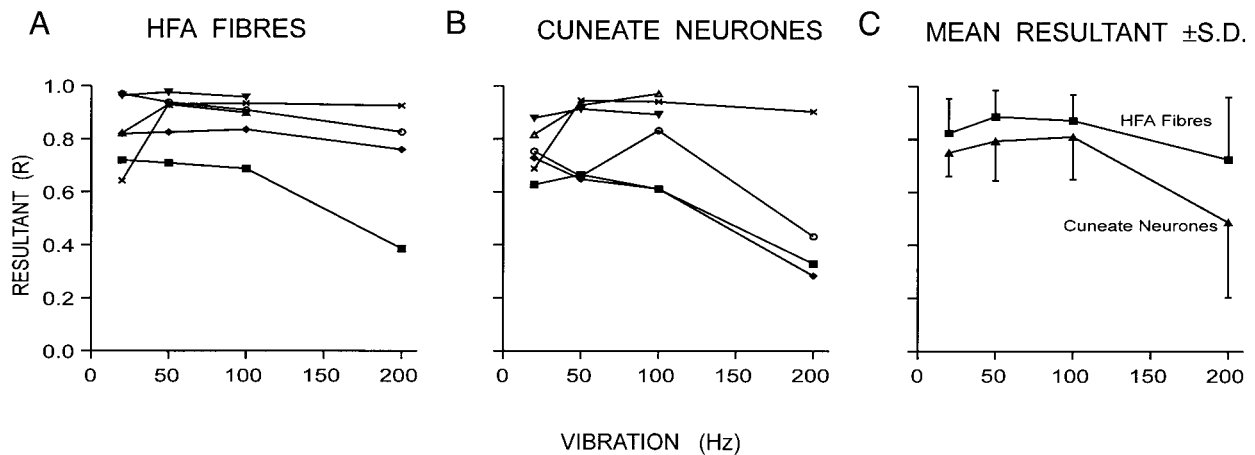 A HFA FIBRES
B CUNEATE NEURONES
C MEAN RESULTANT ±S.D.
RESULTANT (R)
1.0
0.8
0.6
0.4
0.2
0.0
0 50 100 150 200
0 50 100 150 200
0 50 100 150 200
HFA Fibres
Cuneate Neurones
VIBRATION (Hz)